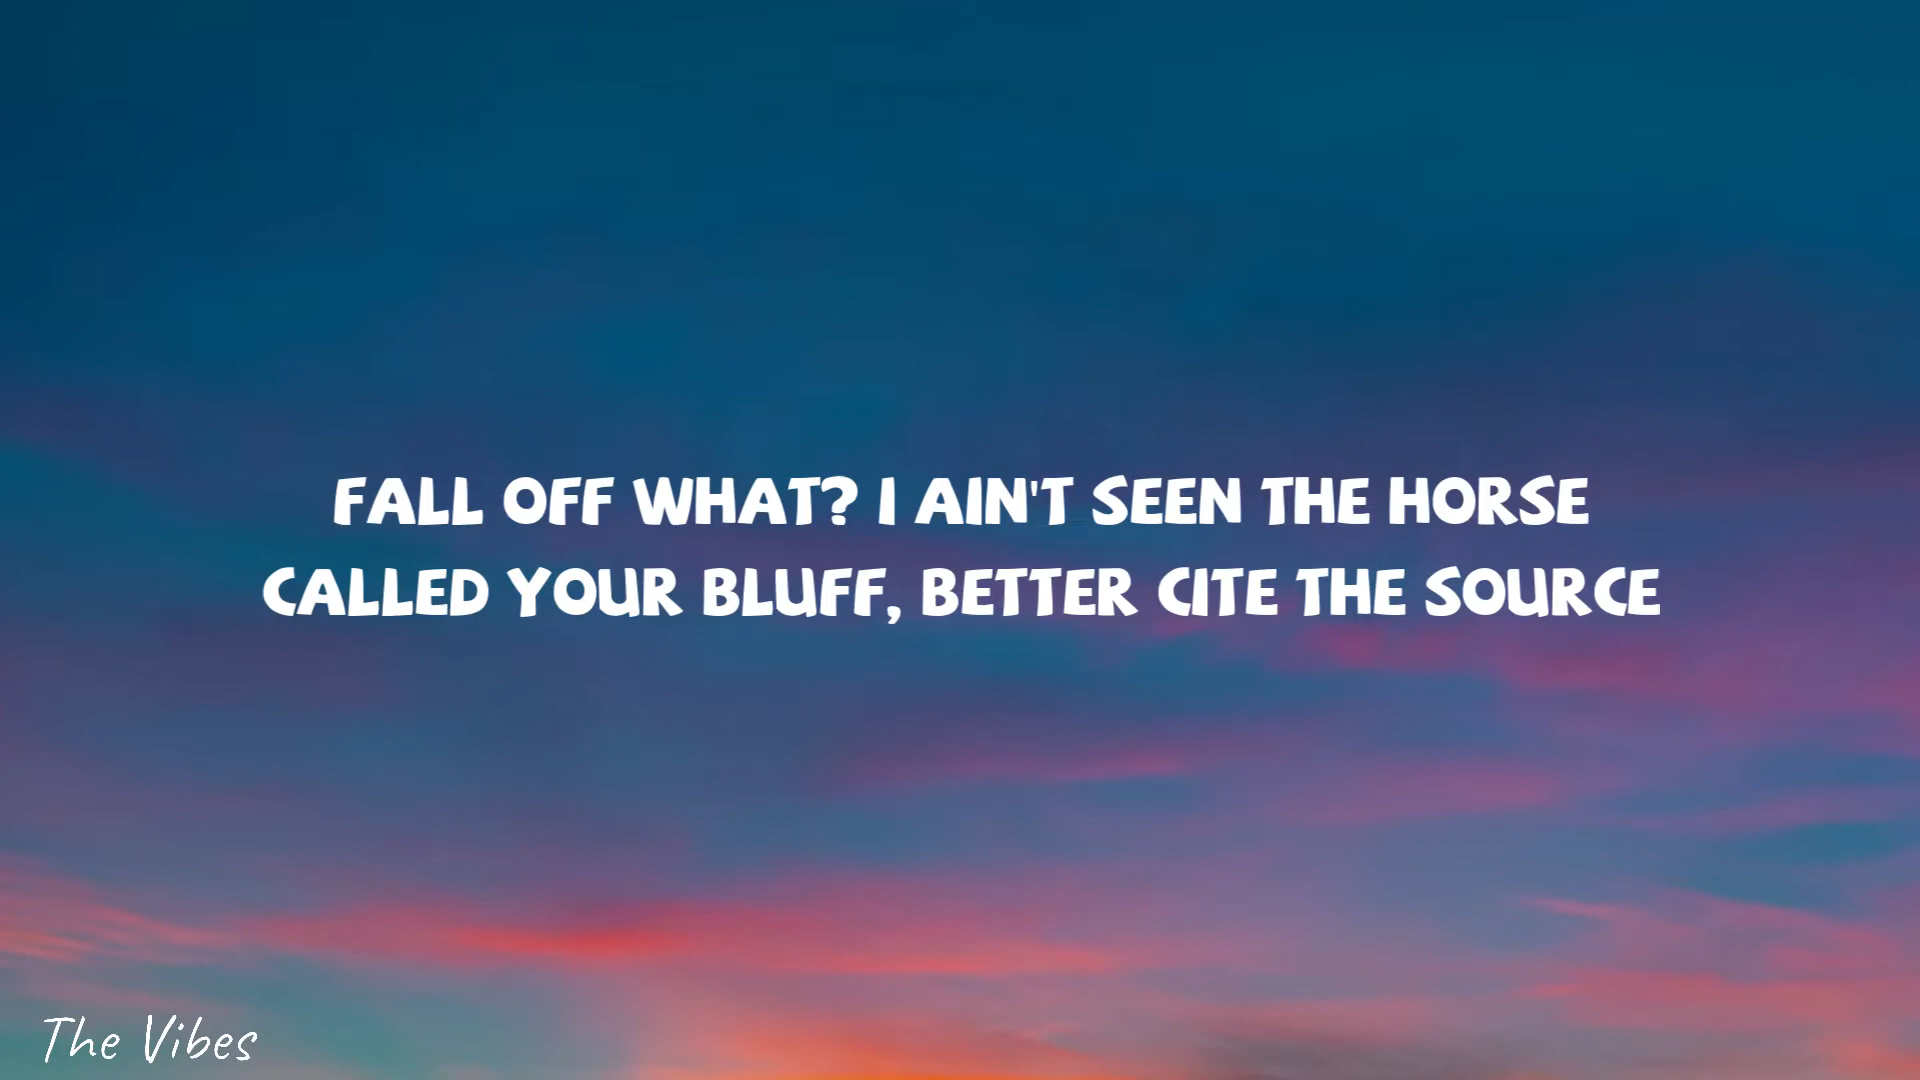 FALL OFF WHAT? I AIN'T SEEN THE HORSE
CALLED YOUR BLUFF, BETTER CITE THE SOURCE
The Vibes